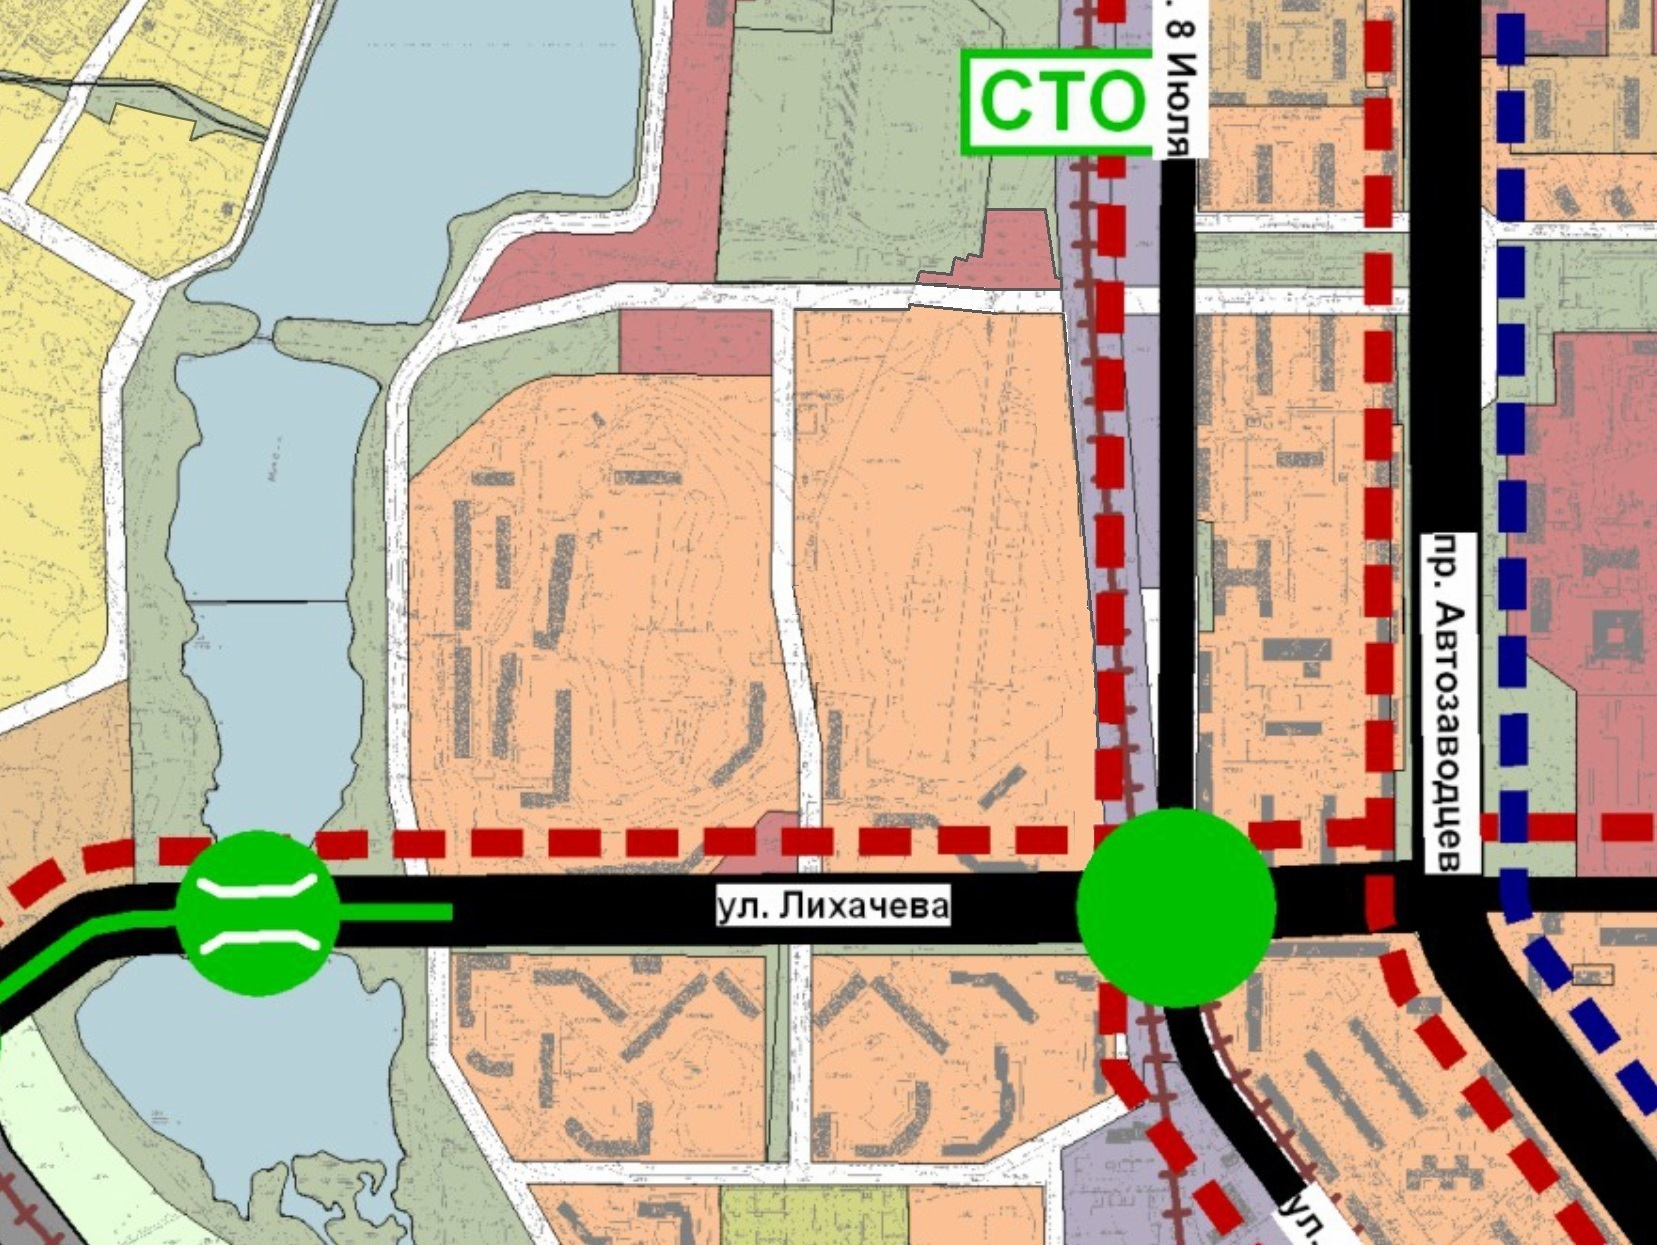 . 8 Июля
СТО
пр. Автозаводцев
ул. Лихачева
ул.